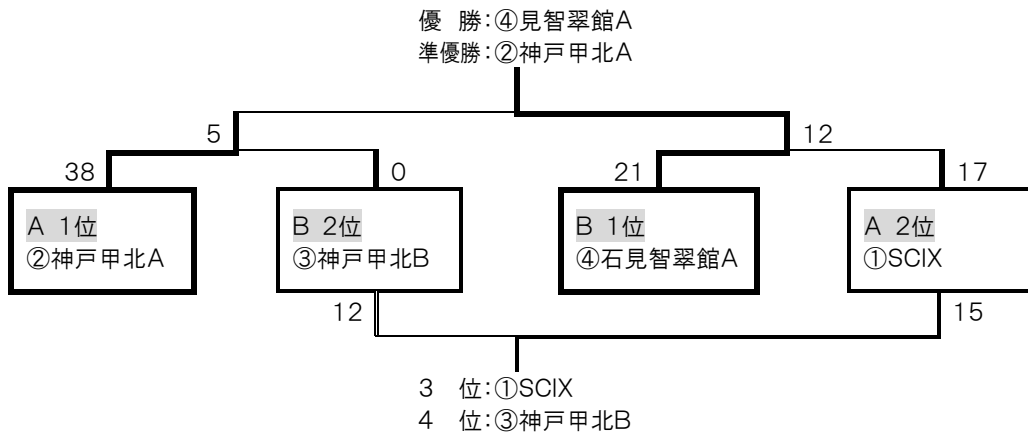 優 勝:④見智翠館A
準優勝:②神戸甲北A
5 12
38 0 21 17
A 1位 B 2位 B 1位 A 2位
②神戸甲北A ③神戸甲北B ④石見智翠館A ①SCIX
12 15
3 位:①SCIX
4 位:③神戸甲北B